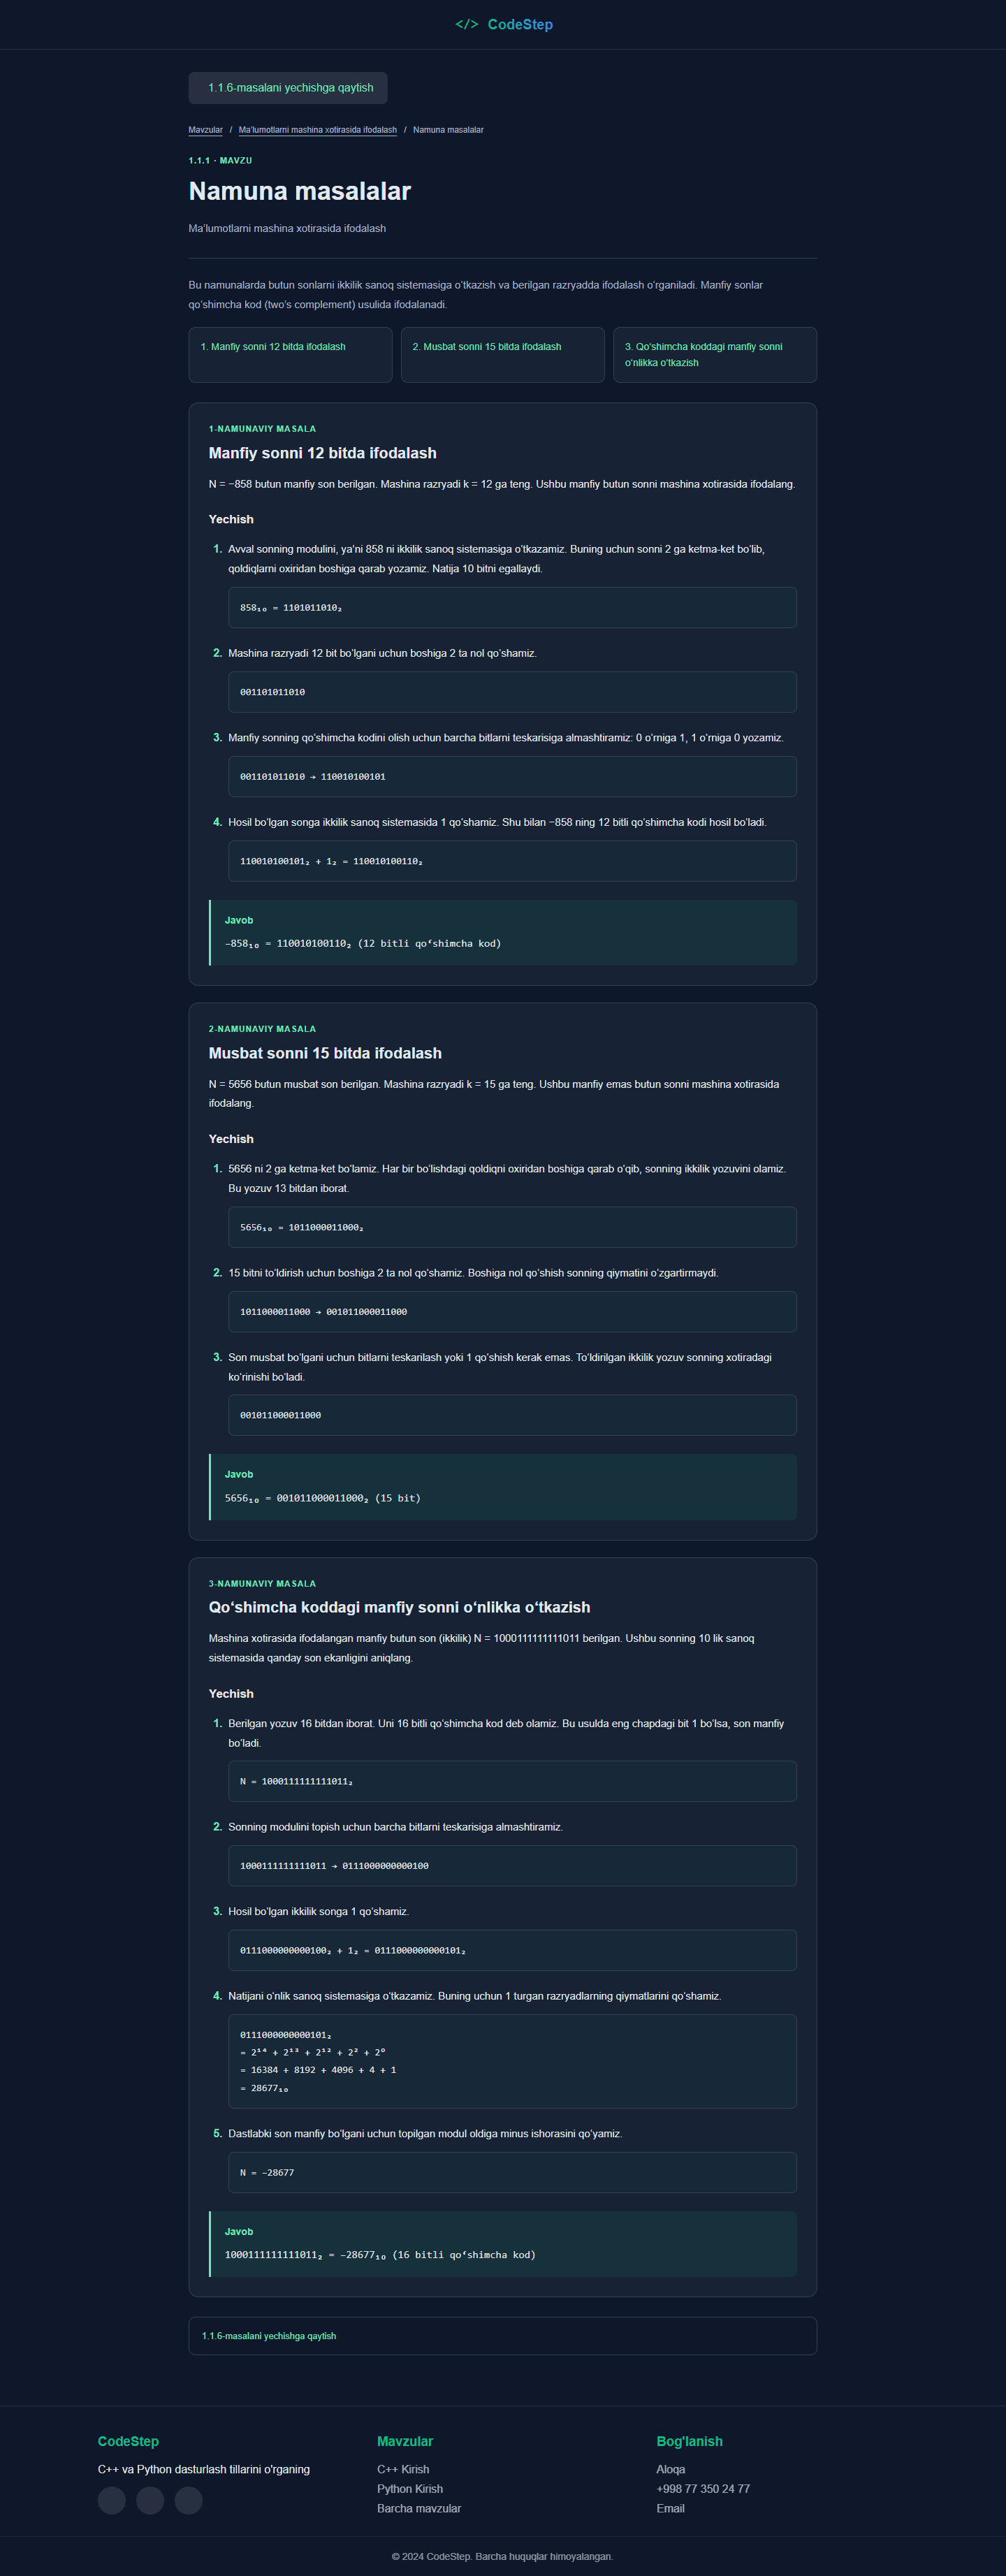 </> CodeStep
1.1.6-masalani yechishga qaytish
Mavzular / Ma’lumotlarni mashina xotirasida ifodalash / Namuna masalalar
1.1.1 · MAVZU
Namuna masalalar
Ma’lumotlarni mashina xotirasida ifodalash
Bu namunalarda butun sonlarni ikkilik sanoq sistemasiga o‘tkazish va berilgan razryadda ifodalash o‘rganiladi. Manfiy sonlar
qo‘shimcha kod (two’s complement) usulida ifodalanadi.
1. Manfiy sonni 12 bitda ifodalash
2. Musbat sonni 15 bitda ifodalash
3. Qo‘shimcha koddagi manfiy sonni
o‘nlikka o‘tkazish
1-NAMUNAVIY MASALA
Manfiy sonni 12 bitda ifodalash
N = −858 butun manfiy son berilgan. Mashina razryadi k = 12 ga teng. Ushbu manfiy butun sonni mashina xotirasida ifodalang.
Yechish
1. Avval sonning modulini, ya’ni 858 ni ikkilik sanoq sistemasiga o‘tkazamiz. Buning uchun sonni 2 ga ketma-ket bo‘lib,
qoldiqlarni oxiridan boshiga qarab yozamiz. Natija 10 bitni egallaydi.
858₁₀ = 1101011010₂
2. Mashina razryadi 12 bit bo‘lgani uchun boshiga 2 ta nol qo‘shamiz.
001101011010
3. Manfiy sonning qo‘shimcha kodini olish uchun barcha bitlarni teskarisiga almashtiramiz: 0 o‘rniga 1, 1 o‘rniga 0 yozamiz.
001101011010 → 110010100101
4. Hosil bo‘lgan songa ikkilik sanoq sistemasida 1 qo‘shamiz. Shu bilan −858 ning 12 bitli qo‘shimcha kodi hosil bo‘ladi.
110010100101₂ + 1₂ = 110010100110₂
Javob
−858₁₀ = 110010100110₂ (12 bitli qo‘shimcha kod)
2-NAMUNAVIY MASALA
Musbat sonni 15 bitda ifodalash
N = 5656 butun musbat son berilgan. Mashina razryadi k = 15 ga teng. Ushbu manfiy emas butun sonni mashina xotirasida
ifodalang.
Yechish
1. 5656 ni 2 ga ketma-ket bo‘lamiz. Har bir bo‘lishdagi qoldiqni oxiridan boshiga qarab o‘qib, sonning ikkilik yozuvini olamiz.
Bu yozuv 13 bitdan iborat.
5656₁₀ = 1011000011000₂
2. 15 bitni to‘ldirish uchun boshiga 2 ta nol qo‘shamiz. Boshiga nol qo‘shish sonning qiymatini o‘zgartirmaydi.
1011000011000 → 001011000011000
3. Son musbat bo‘lgani uchun bitlarni teskarilash yoki 1 qo‘shish kerak emas. To‘ldirilgan ikkilik yozuv sonning xotiradagi
ko‘rinishi bo‘ladi.
001011000011000
Javob
5656₁₀ = 001011000011000₂ (15 bit)
3-NAMUNAVIY MASALA
Qo‘shimcha koddagi manfiy sonni o‘nlikka o‘tkazish
Mashina xotirasida ifodalangan manfiy butun son (ikkilik) N = 1000111111111011 berilgan. Ushbu sonning 10 lik sanoq
sistemasida qanday son ekanligini aniqlang.
Yechish
1. Berilgan yozuv 16 bitdan iborat. Uni 16 bitli qo‘shimcha kod deb olamiz. Bu usulda eng chapdagi bit 1 bo‘lsa, son manfiy
bo‘ladi.
N = 1000111111111011₂
2. Sonning modulini topish uchun barcha bitlarni teskarisiga almashtiramiz.
1000111111111011 → 0111000000000100
3. Hosil bo‘lgan ikkilik songa 1 qo‘shamiz.
0111000000000100₂ + 1₂ = 0111000000000101₂
4. Natijani o‘nlik sanoq sistemasiga o‘tkazamiz. Buning uchun 1 turgan razryadlarning qiymatlarini qo‘shamiz.
0111000000000101₂
= 2¹⁴ + 2¹³ + 2¹² + 2² + 2⁰
= 16384 + 8192 + 4096 + 4 + 1
= 28677₁₀
5. Dastlabki son manfiy bo‘lgani uchun topilgan modul oldiga minus ishorasini qo‘yamiz.
N = −28677
Javob
1000111111111011₂ = −28677₁₀ (16 bitli qo‘shimcha kod)
1.1.6-masalani yechishga qaytish
CodeStep
C++ va Python dasturlash tillarini o'rganing
Mavzular
C++ Kirish
Python Kirish
Barcha mavzular
Bog'lanish
Aloqa
+998 77 350 24 77
Email
© 2024 CodeStep. Barcha huquqlar himoyalangan.